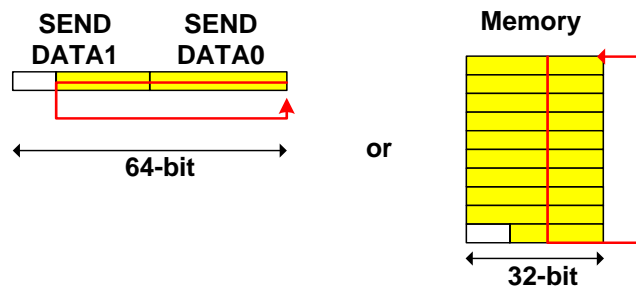 SEND
DATA1
SEND
DATA0
64-bit
or
Memory
32-bit